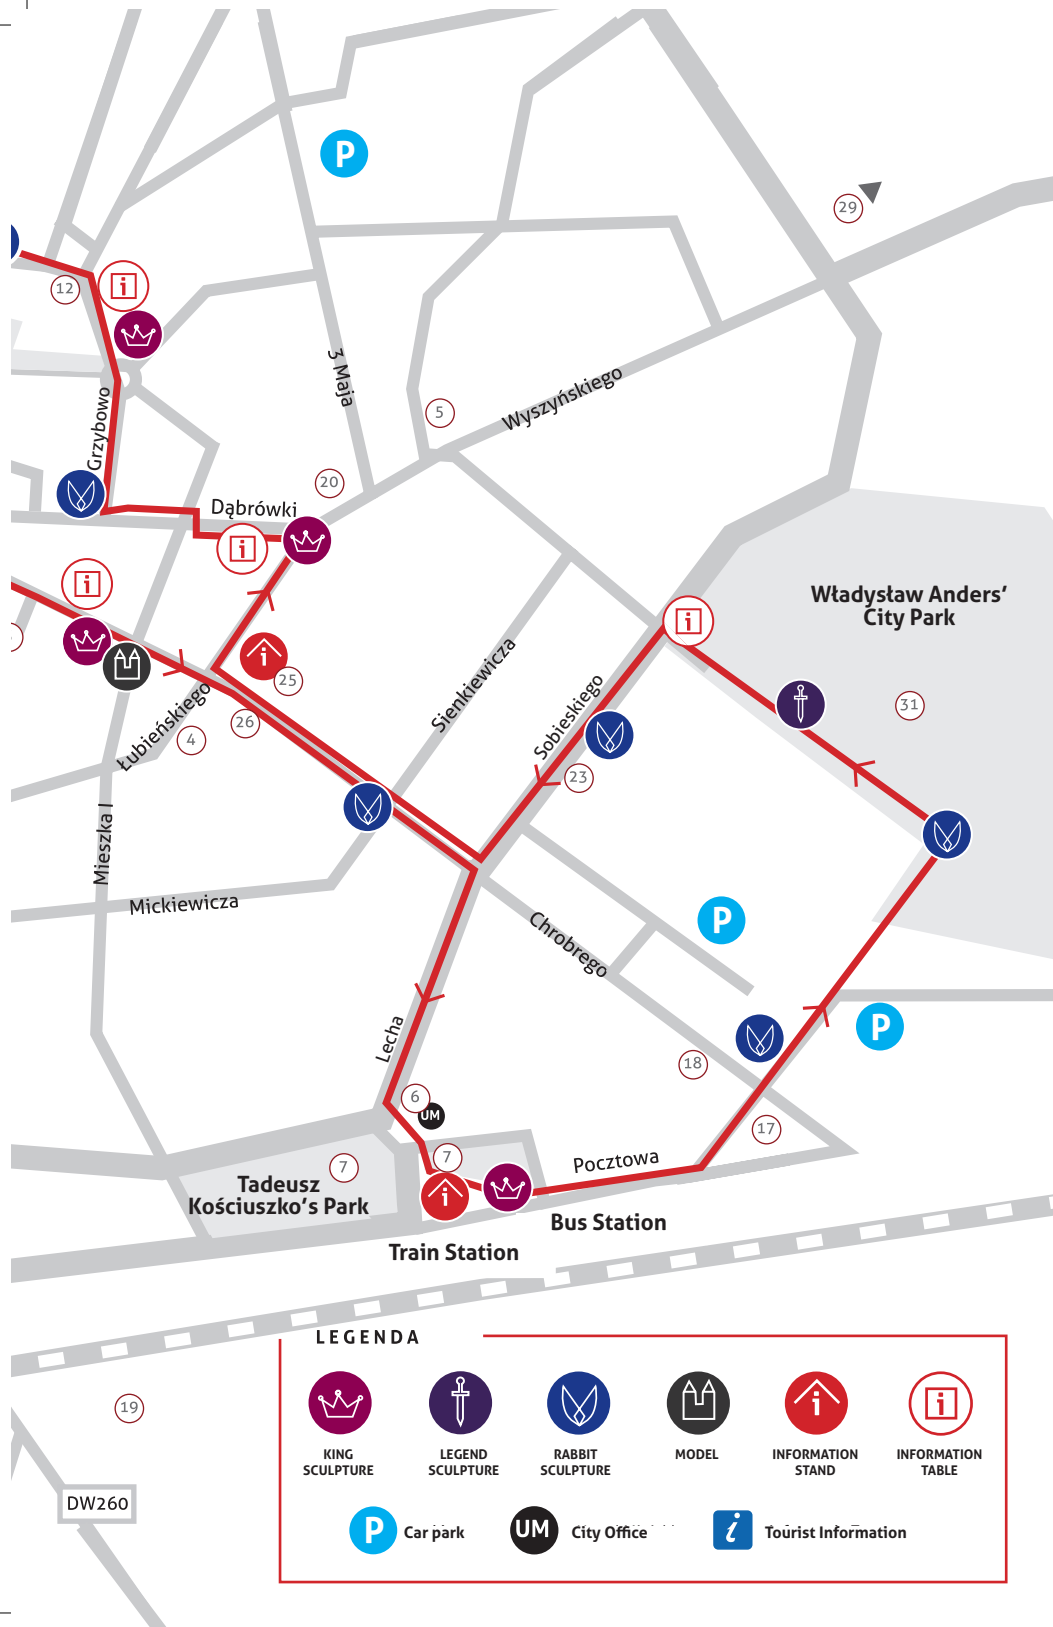 P
29
12
i
3 Maja
Wyszyńskiego
5
Grzybowo
20
Dąbrówki
i
i
Władysław Anders’
City Park
i
i
25
31
Sienkiewicza
Sobieskiego
Łubieńskiego
26
4
23
Mieszka I
Mickiewicza
P
Chrobrego
P
Lecha
18
6
UM
17
7
7
Pocztowa
Tadeusz
Kościuszko’s Park
i
Bus Station
Train Station
LEGENDA
19
i
i
KING
SCULPTURE
LEGEND
SCULPTURE
RABBIT
SCULPTURE
MODEL
INFORMATION
STAND
INFORMATION
TABLE
DW260
P
Car park
UM
City Office
i
Tourist Information